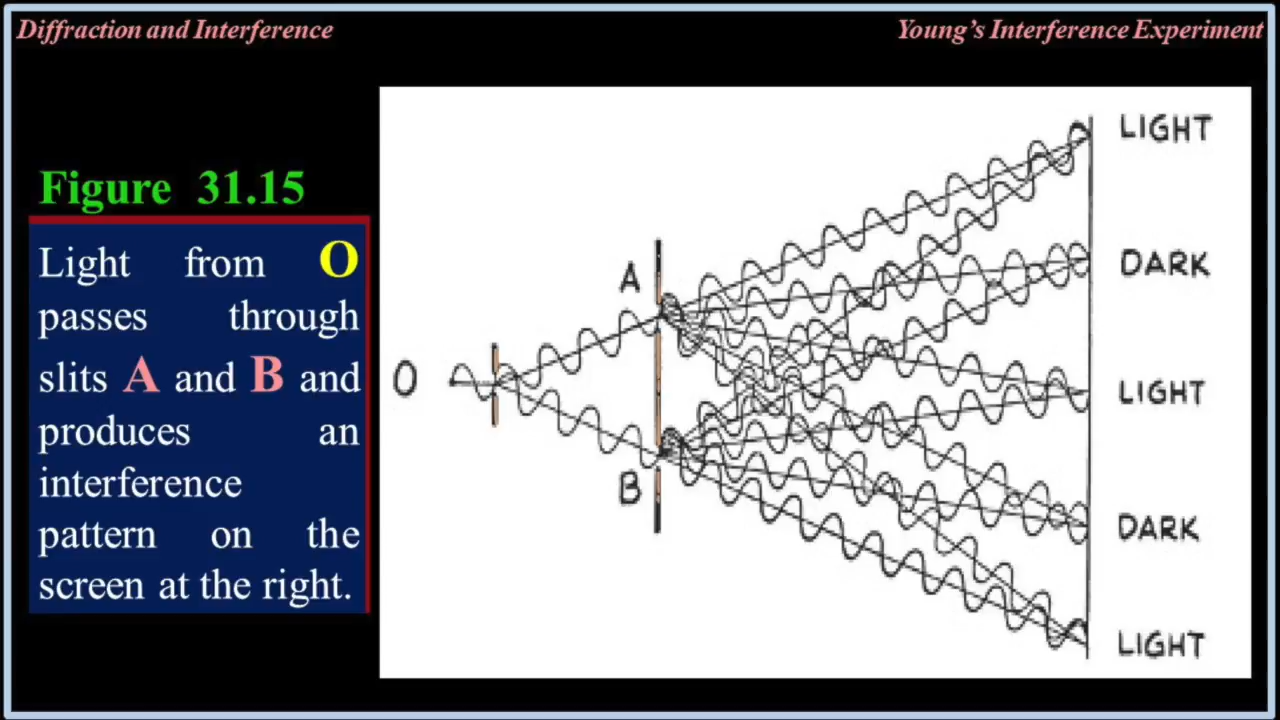 Diffraction and Interference
Young's Interference Experiment
Figure 31.15
Light from O
passes through
slits A and B and
produces an
interference
pattern on the
screen at the right.
O
A
B
LIGHT
DARK
LIGHT
DARK
LIGHT